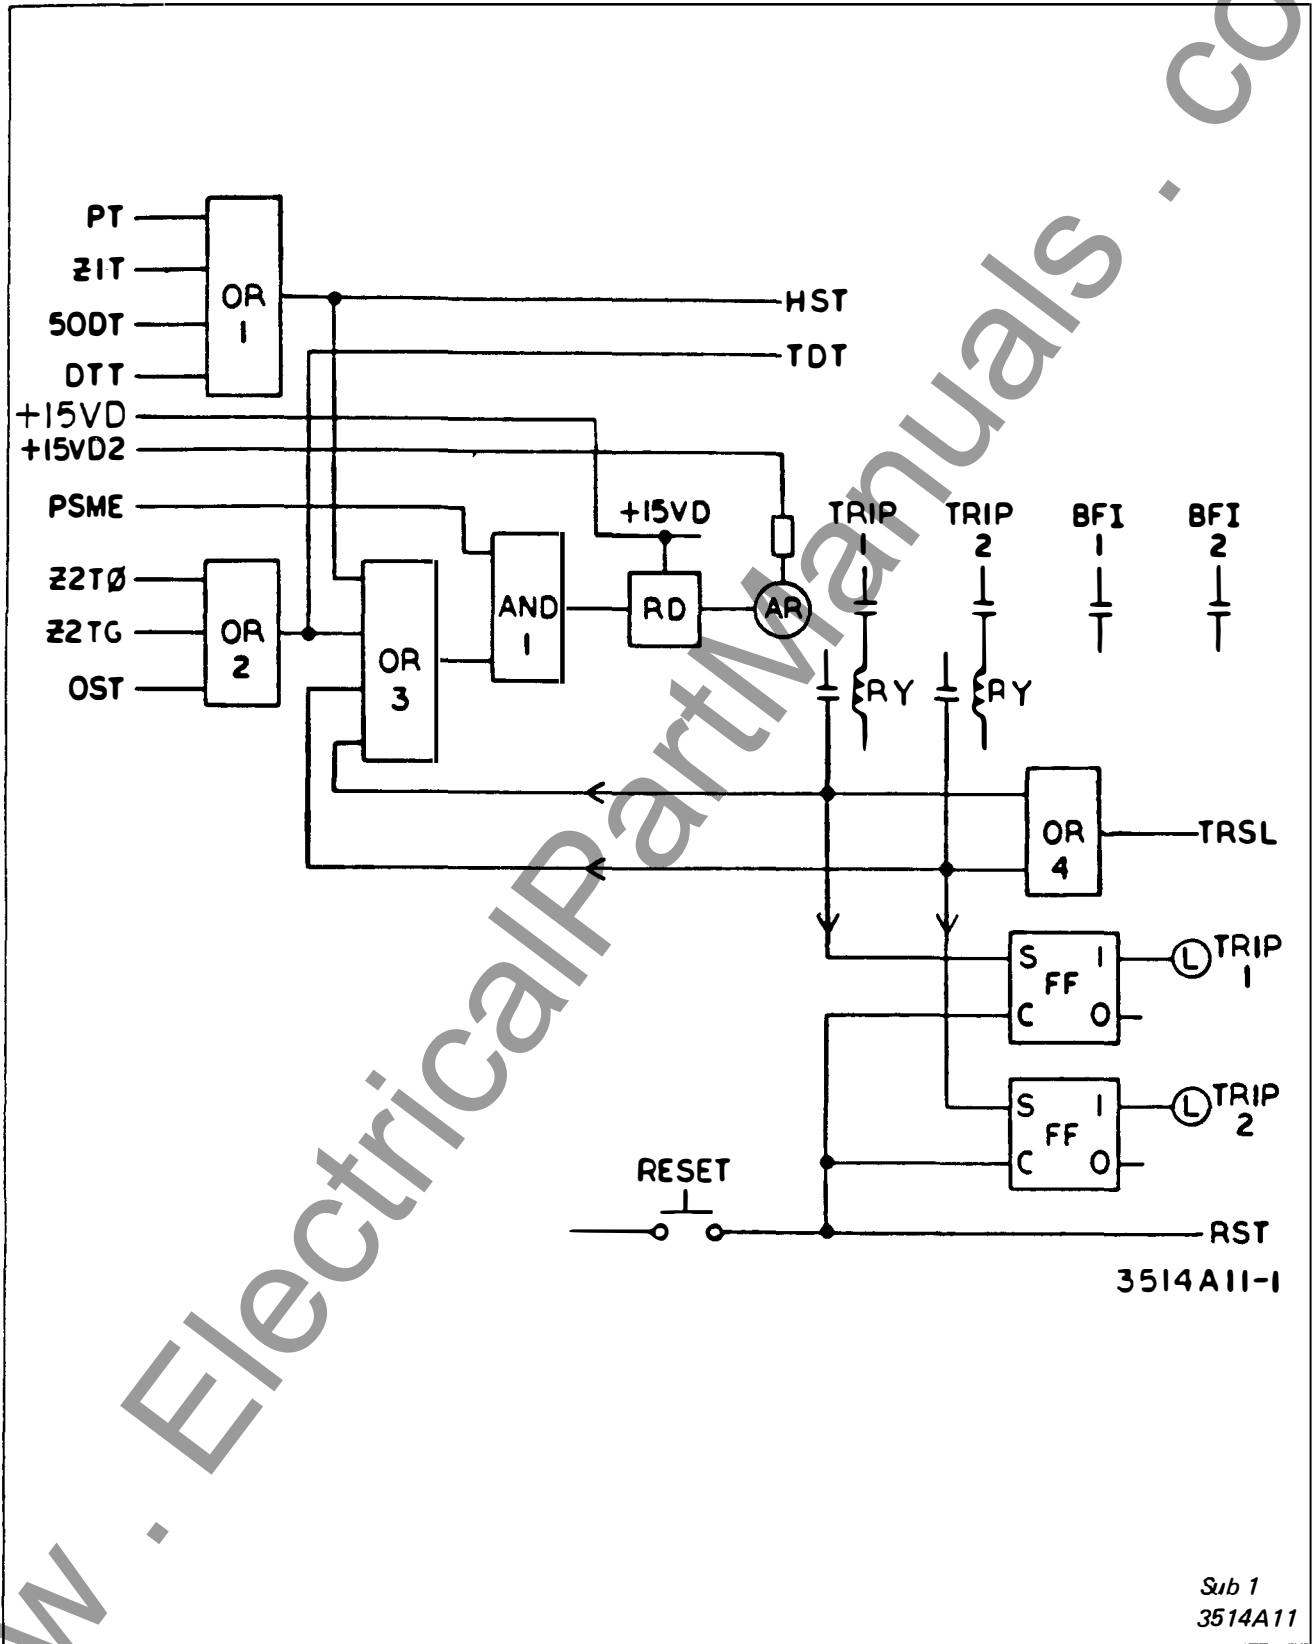 PT
Z1T
50DT
DTT
OR
1
HST
TDT
+15VD
+15VD2
PSME
Z2TØ
Z2TG
OST
OR
2
OR
3
AND
1
+15VD
RD
AR
TRIP
1
TRIP
2
BFI
1
BFI
2
RY
RY
OR
4
TRSL
S 1
FF
C 0
L TRIP
1
S 1
FF
C 0
L TRIP
2
RESET
RST
3514A11-1
Sub 1
3514A11
w . ElectricalPartManuals . co